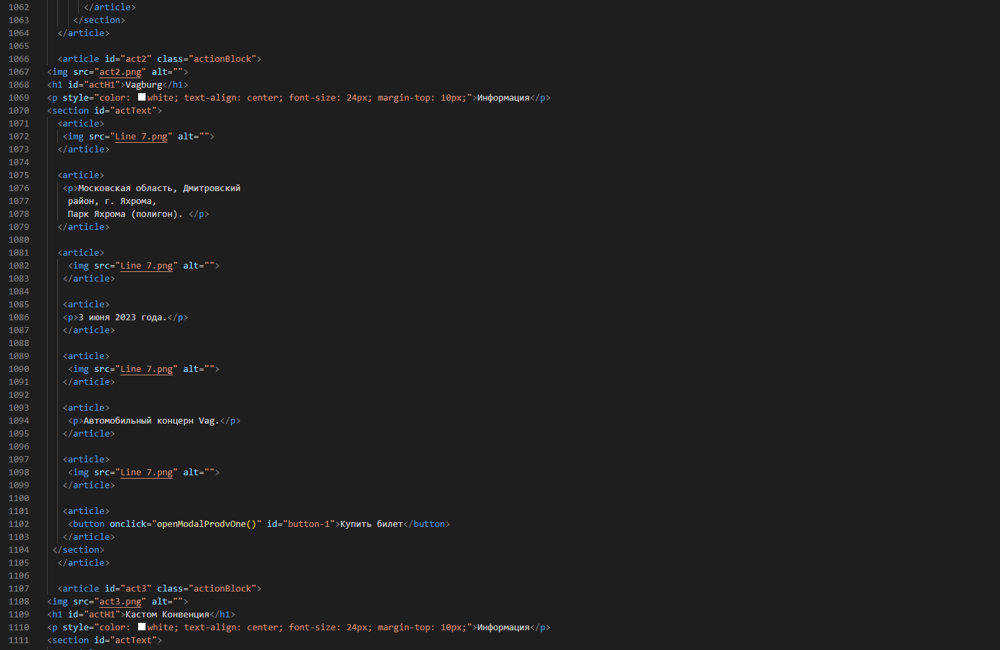 1062 </article>
1063 </section>
1064 </article>
1065
1066 <article id="act2" class="actionBlock">
1067 <img src="act2.png" alt="">
1068 <h1 id="actH1">Vagburg</h1>
1069 <p style="color: white; text-align: center; font-size: 24px; margin-top: 10px;">Информация</p>
1070 <section id="actText">
1071 <article>
1072 <img src="Line 7.png" alt="">
1073 </article>
1074
1075 <article>
1076 <p>Московская область, Дмитровский
1077 район, г. Яхрома,
1078 Парк Яхрома (полигон). </p>
1079 </article>
1080
1081 <article>
1082 <img src="Line 7.png" alt="">
1083 </article>
1084
1085 <article>
1086 <p>3 июня 2023 года.</p>
1087 </article>
1088
1089 <article>
1090 <img src="Line 7.png" alt="">
1091 </article>
1092
1093 <article>
1094 <p>Автомобильный концерн Vag.</p>
1095 </article>
1096
1097 <article>
1098 <img src="Line 7.png" alt="">
1099 </article>
1100
1101 <article>
1102 <button onclick="openModalProdvOne()" id="button-1">Купить билет</button>
1103 </article>
1104 </section>
1105 </article>
1106
1107 <article id="act3" class="actionBlock">
1108 <img src="act3.png" alt="">
1109 <h1 id="actH1">Кастом Конвенция</h1>
1110 <p style="color: white; text-align: center; font-size: 24px; margin-top: 10px;">Информация</p>
1111 <section id="actText">